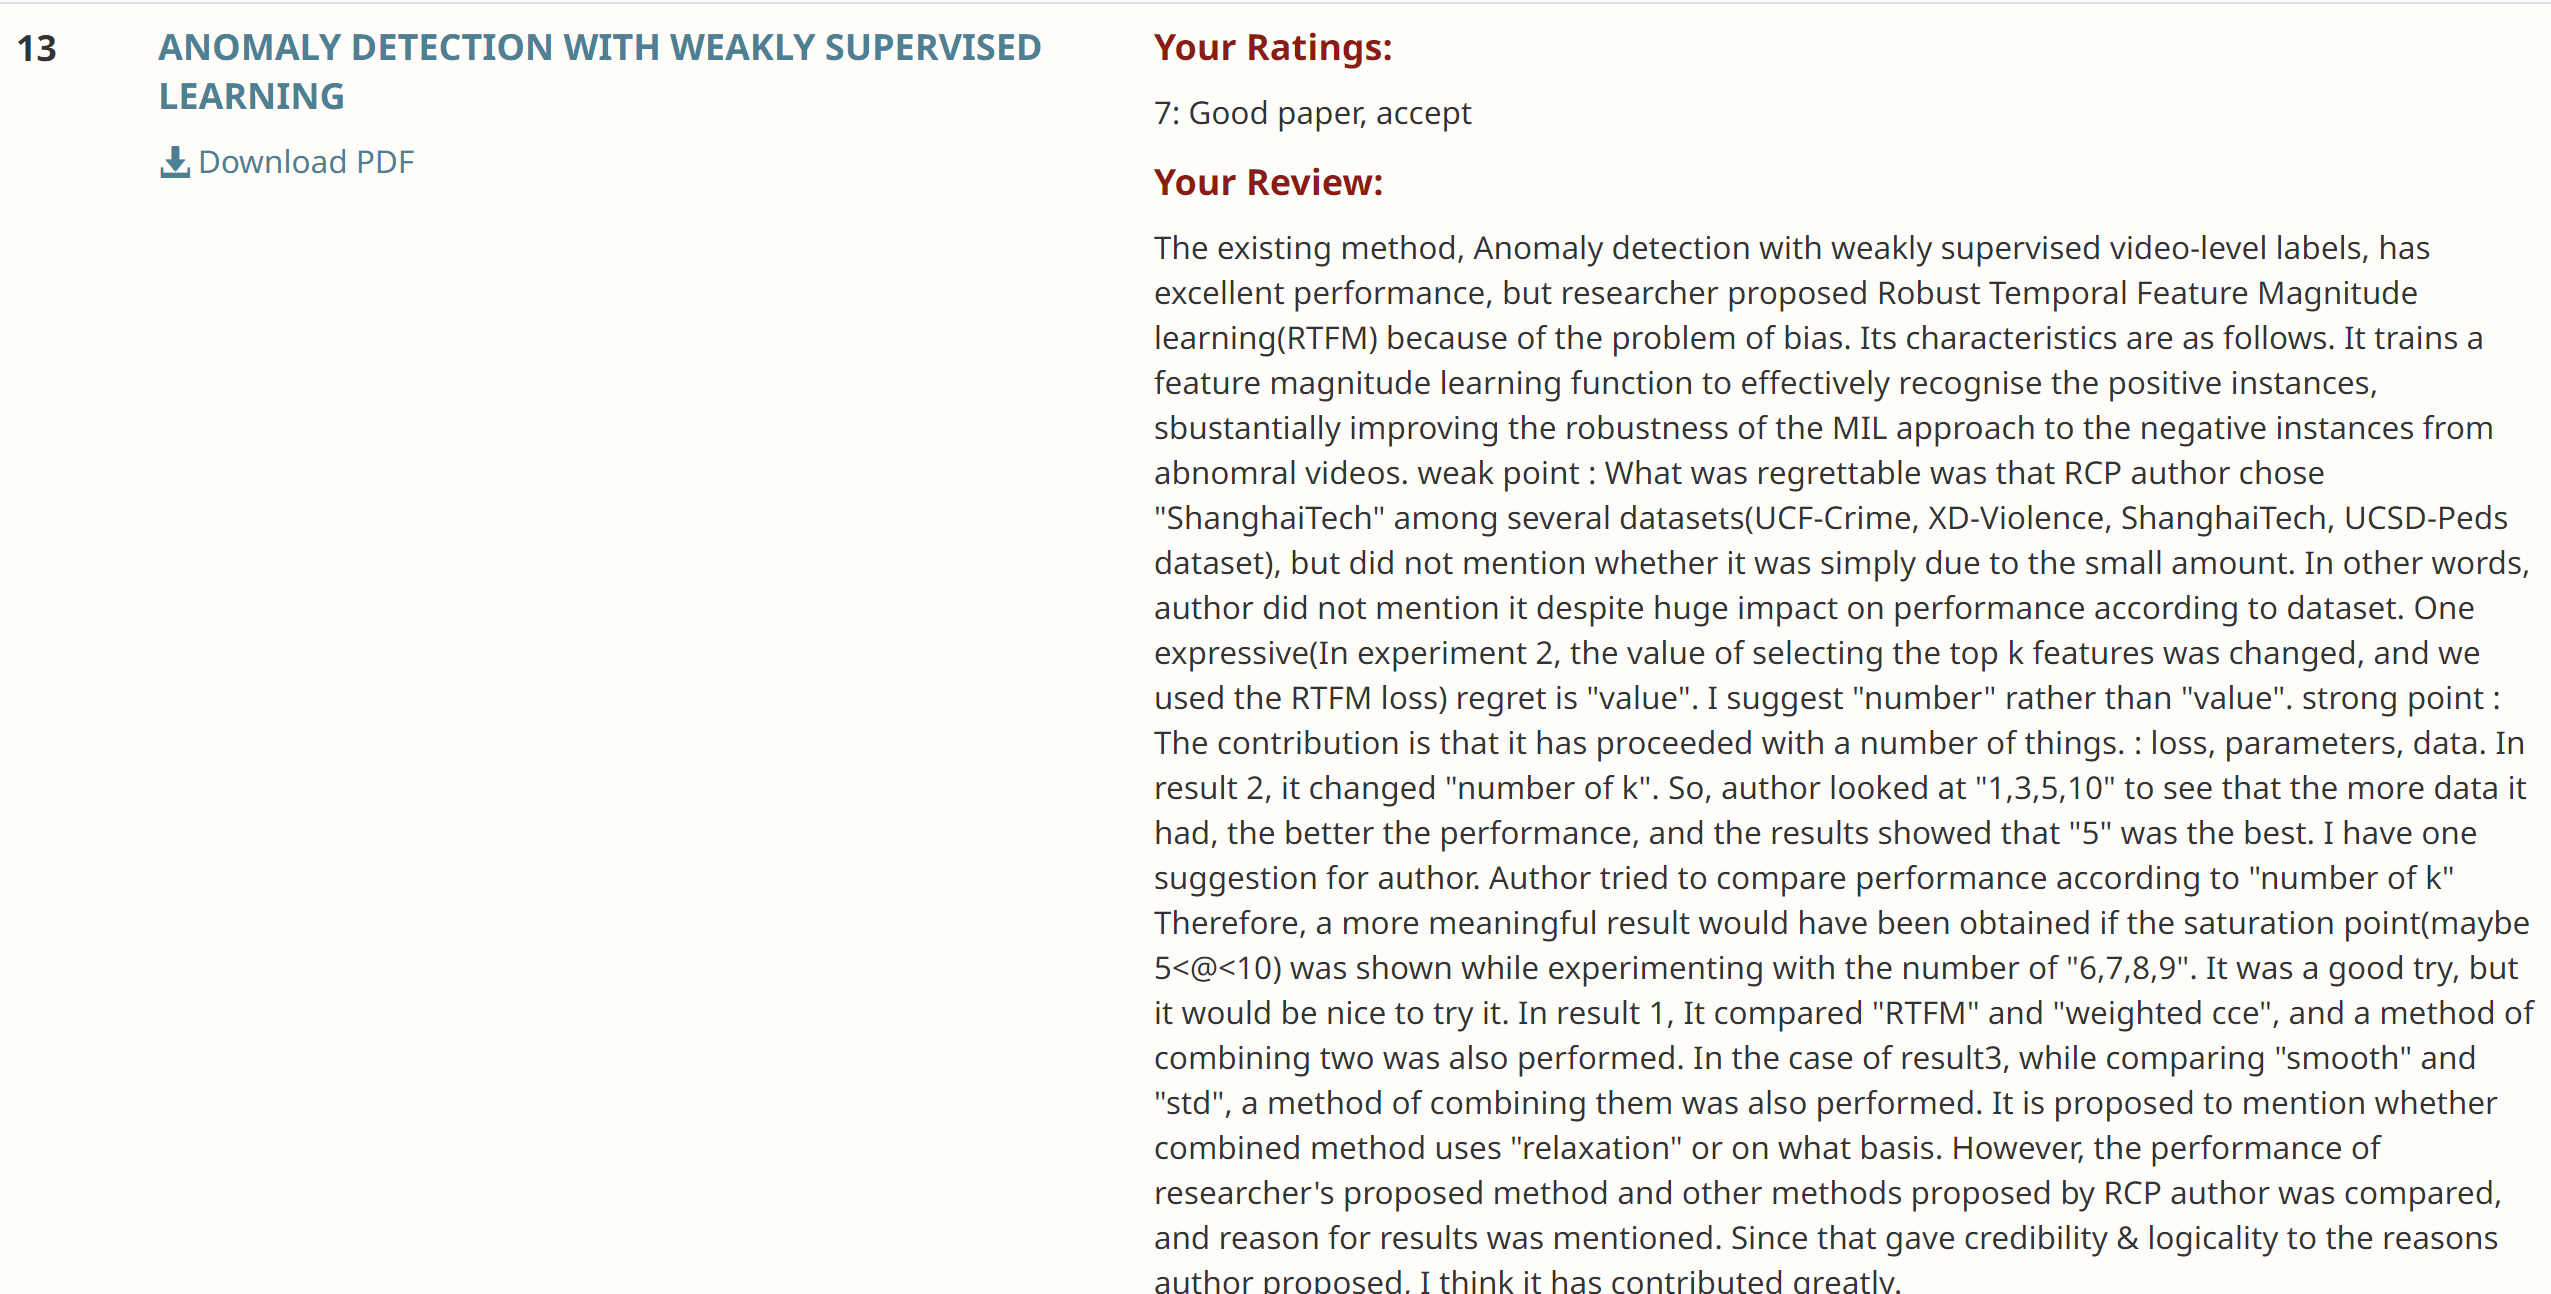 13
ANOMALY DETECTION WITH WEAKLY SUPERVISED
LEARNING
Download PDF
Your Ratings:
7: Good paper, accept
Your Review:
The existing method, Anomaly detection with weakly supervised video-level labels, has
excellent performance, but researcher proposed Robust Temporal Feature Magnitude
learning(RTFM) because of the problem of bias. Its characteristics are as follows. It trains a
feature magnitude learning function to effectively recognise the positive instances,
sbustantially improving the robustness of the MIL approach to the negative instances from
abnomral videos. weak point : What was regrettable was that RCP author chose
"ShanghaiTech" among several datasets(UCF-Crime, XD-Violence, ShanghaiTech, UCSD-Peds
dataset), but did not mention whether it was simply due to the small amount. In other words,
author did not mention it despite huge impact on performance according to dataset. One
expressive(In experiment 2, the value of selecting the top k features was changed, and we
used the RTFM loss) regret is "value". I suggest "number" rather than "value". strong point :
The contribution is that it has proceeded with a number of things. : loss, parameters, data. In
result 2, it changed "number of k". So, author looked at "1,3,5,10" to see that the more data it
had, the better the performance, and the results showed that "5" was the best. I have one
suggestion for author. Author tried to compare performance according to "number of k"
Therefore, a more meaningful result would have been obtained if the saturation point(maybe
5<@<10) was shown while experimenting with the number of "6,7,8,9". It was a good try, but
it would be nice to try it. In result 1, It compared "RTFM" and "weighted cce", and a method of
combining two was also performed. In the case of result3, while comparing "smooth" and
"std", a method of combining them was also performed. It is proposed to mention whether
combined method uses "relaxation" or on what basis. However, the performance of
researcher's proposed method and other methods proposed by RCP author was compared,
and reason for results was mentioned. Since that gave credibility & logicality to the reasons
author proposed, I think it has contributed greatly.